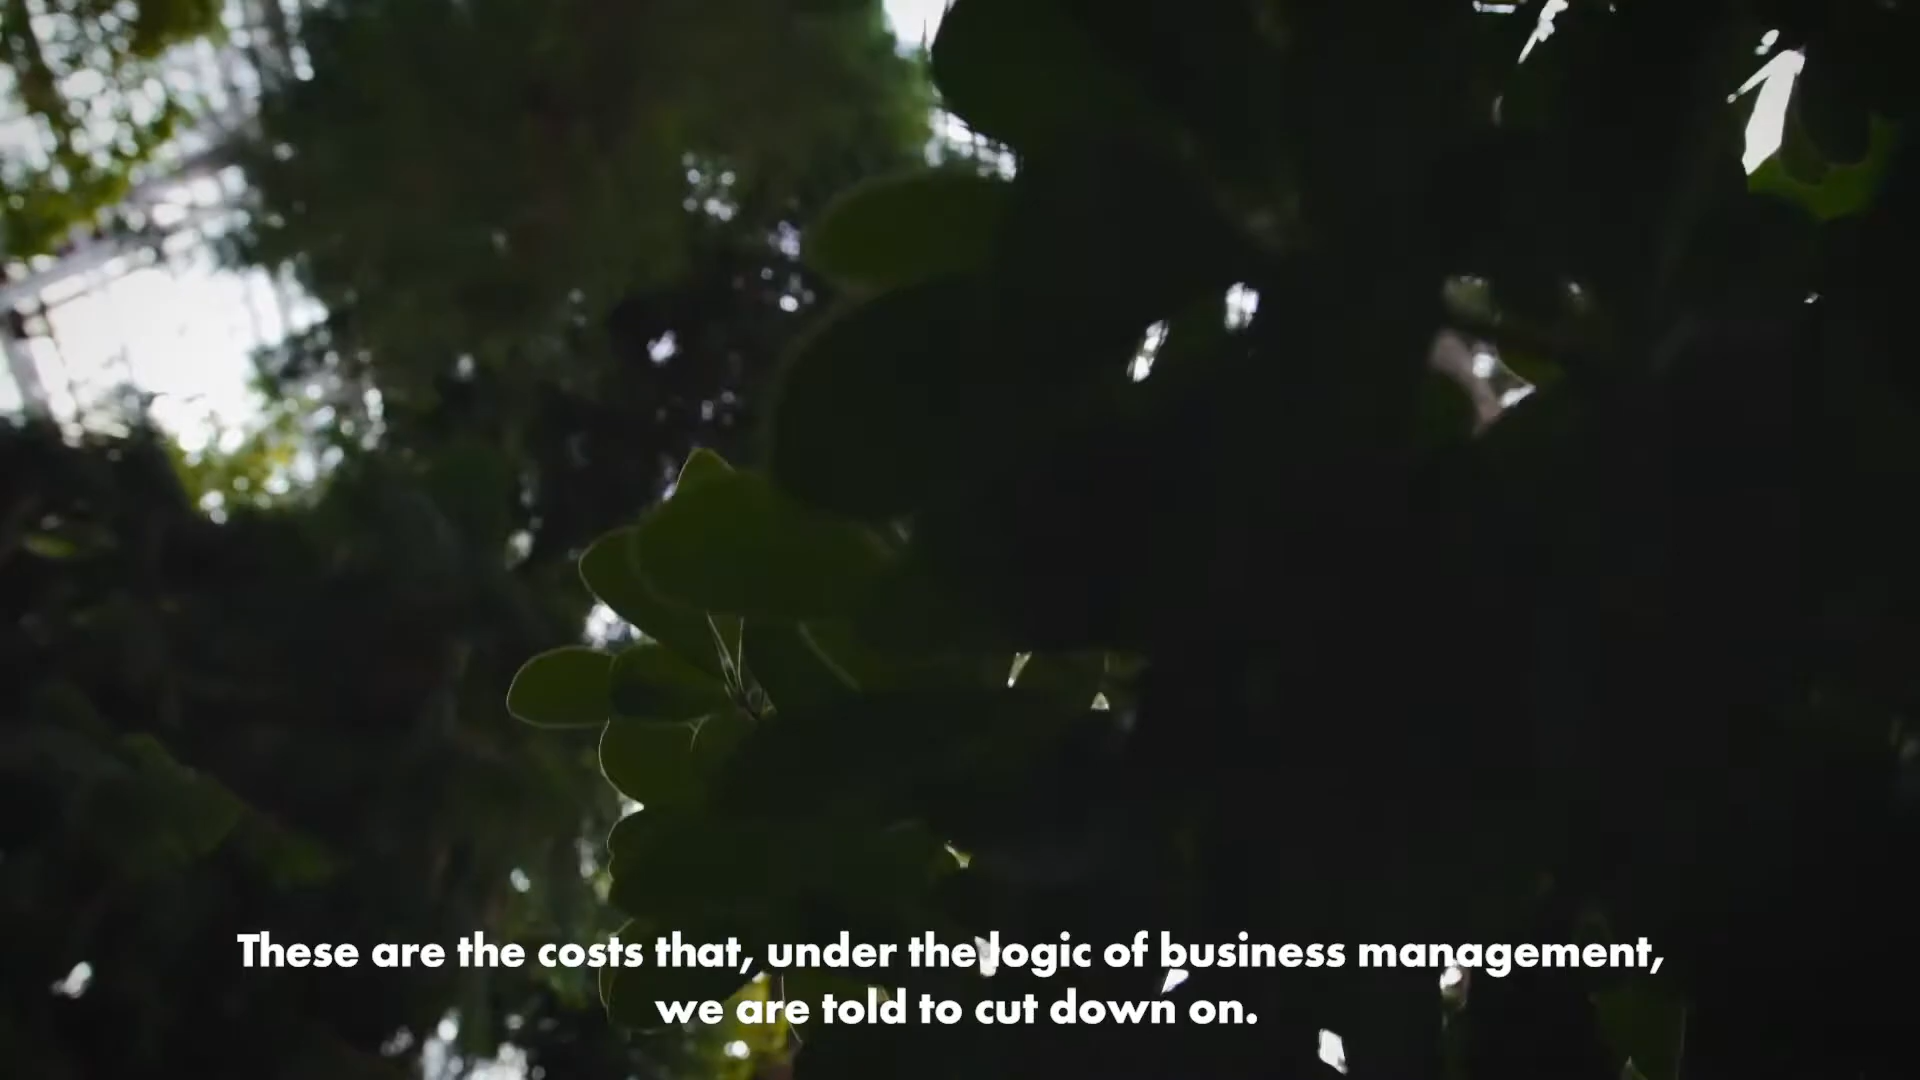 These are the costs that, under the logic of business management,
we are told to cut down on.